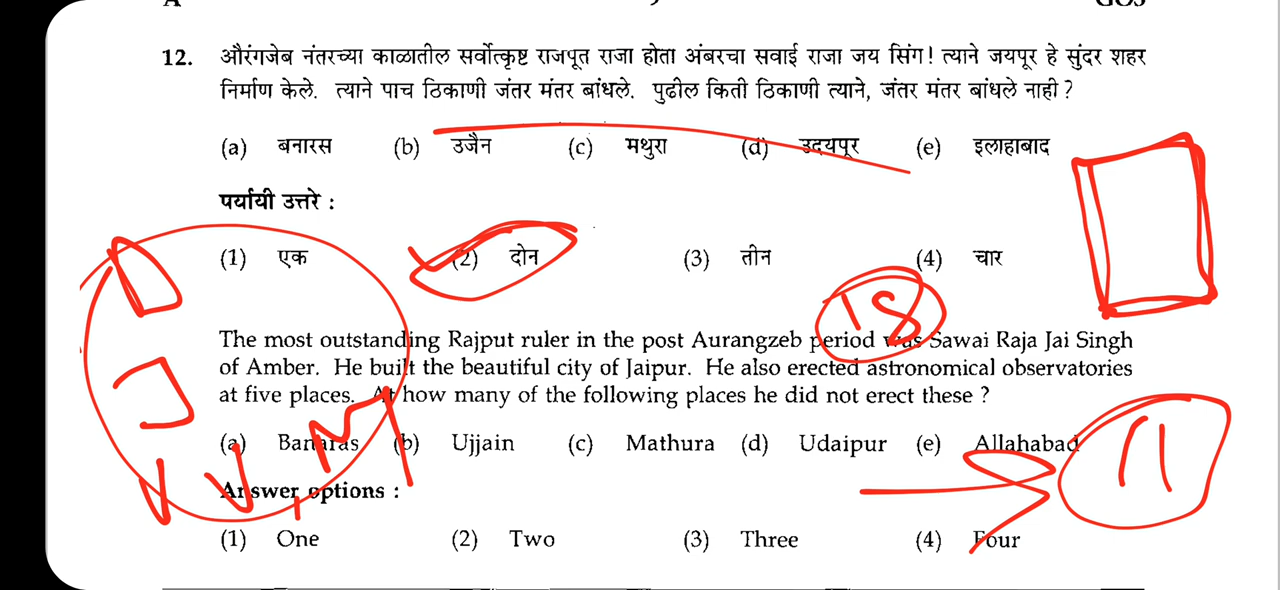 12. औरंगजेब नंतरच्या काळातील सर्वोत्कृष्ट राजपूत राजा होता अंबरचा सवाई राजा जय सिंग! त्याने जयपूर हे सुंदर शहर
निर्माण केले. त्याने पाच ठिकाणी जंतर मंतर बांधले. पुढील किती ठिकाणी त्याने, जंतर मंतर बांधले नाही?
(a) बनारस (b) उजैन (c) मथुरा (d) उदयपूर (e) इलाहाबाद
पर्यायी उत्तरे :
(1) एक (2) दोन (3) तीन (4) चार
18
The most outstanding Rajput ruler in the post Aurangzeb period was Sawai Raja Jai Singh
of Amber. He built the beautiful city of Jaipur. He also erected astronomical observatories
at five places. At how many of the following places he did not erect these ?
(a) Banaras (b) Ujjain (c) Mathura (d) Udaipur (e) Allahabad
11
Answer options :
(1) One (2) Two (3) Three (4) Four